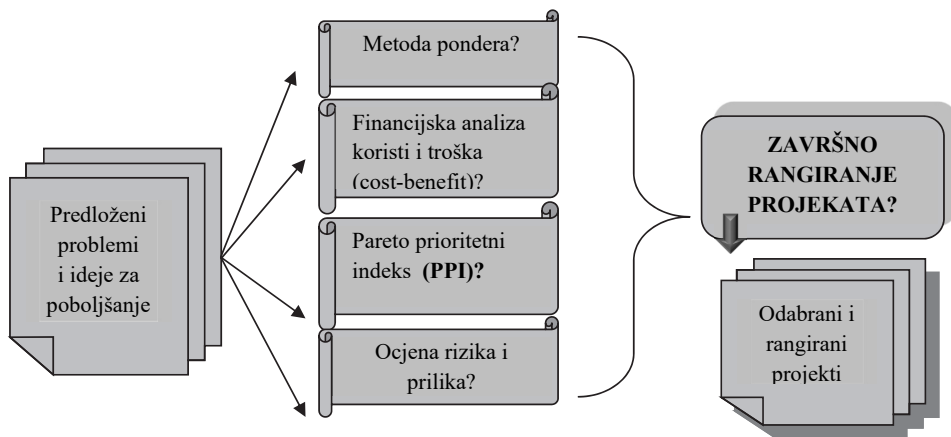 Predloženi
problemi
i ideje za
poboljšanje
Metoda pondera?
Financijska analiza
koristi i troška
(cost-benefit)?
Pareto prioritetni
indeks (PPI)?
Ocjena rizika i
prilika?
ZAVRŠNO
RANGIRANJE
PROJEKATA?
Odabrani i
rangirani
projekti